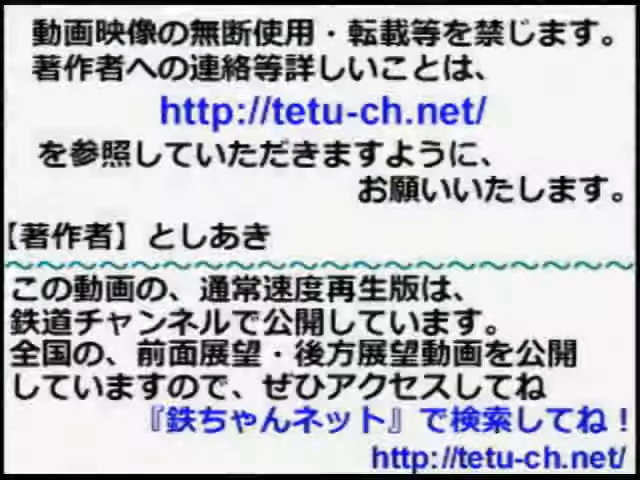 動画映像の無断使用・転載等を禁じます。
著作者への連絡等詳しいことは、
http://tetu-ch.net/
を参照していただきますように、
お願いいたします。
【著作者】としあき
～～～～～～～～～～～～～～～～～～～～
この動画の、通常速度再生版は、
鉄道チャンネルで公開しています。
全国の、前面展望・後方展望動画を公開
していますので、ぜひアクセスしてね
『鉄ちゃんネット』で検索してね！
http://tetu-ch.net/